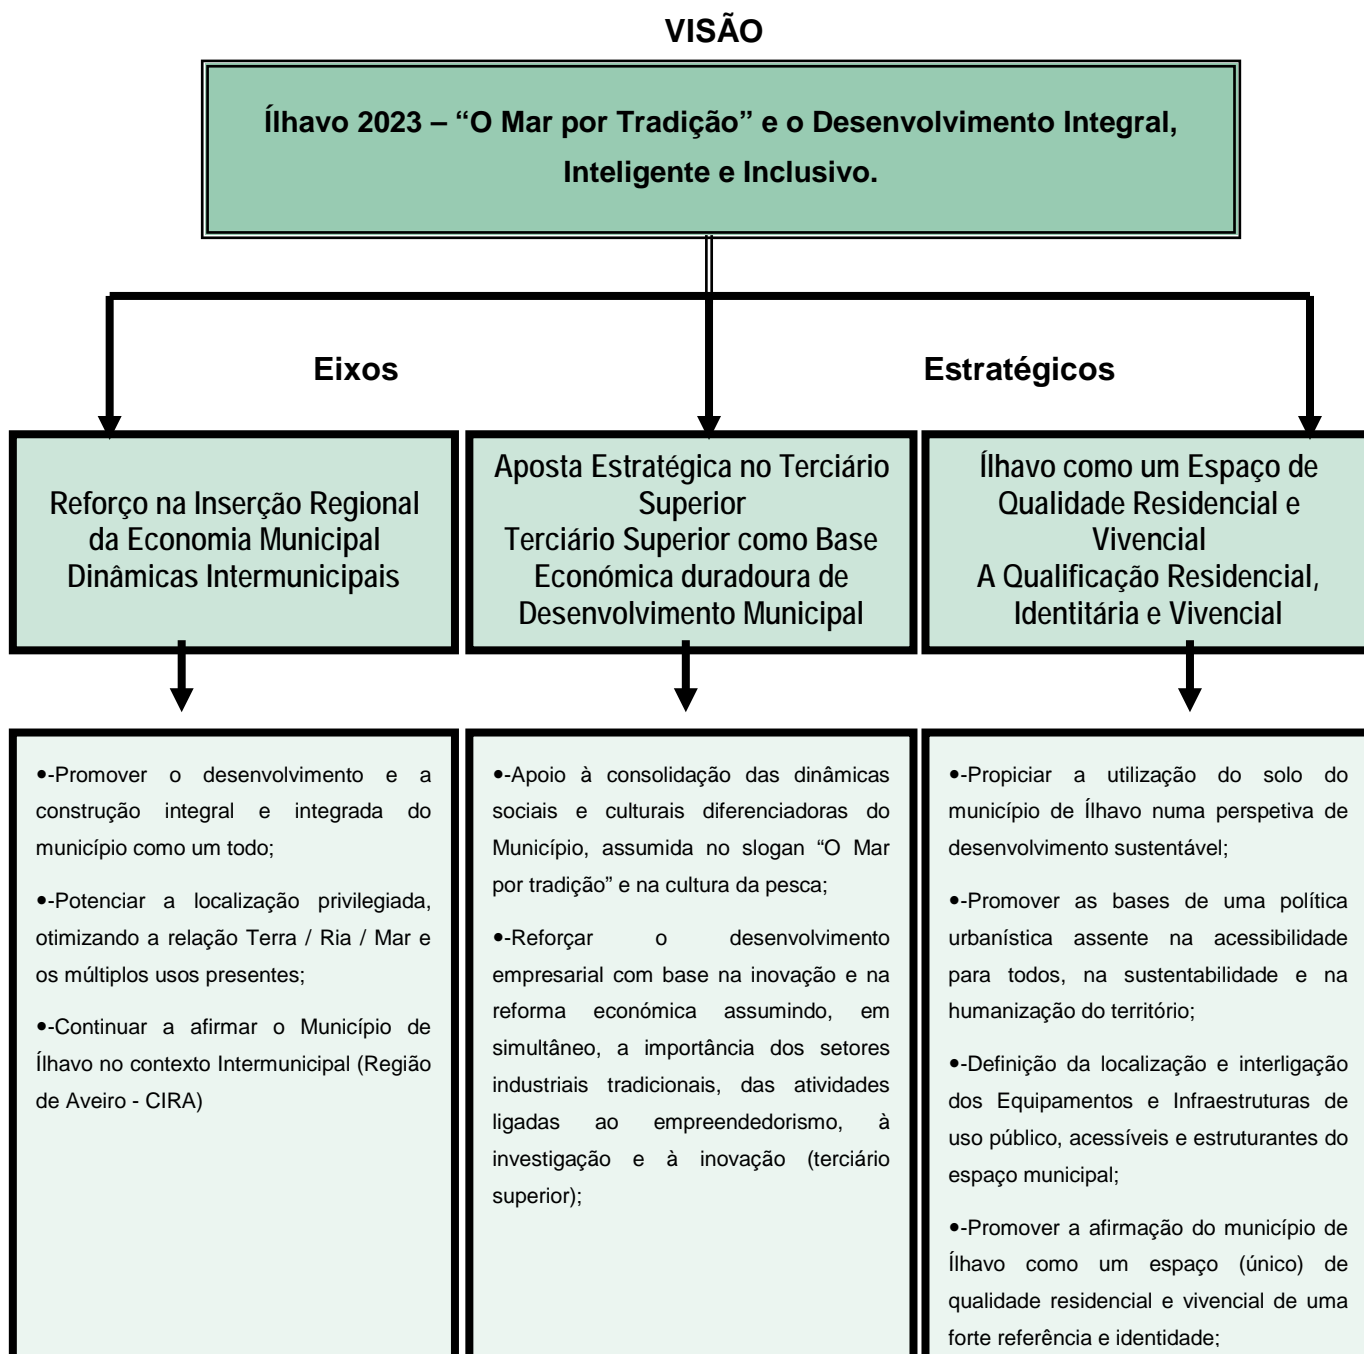 VISÃO
Ílhavo 2023 – “O Mar por Tradição” e o Desenvolvimento Integral,
Inteligente e Inclusivo.
Eixos
Estratégicos
Reforço na Inserção Regional
da Economia Municipal
Dinâmicas Intermunicipais
Aposta Estratégica no Terciário
Superior
Terciário Superior como Base
Económica duradoura de
Desenvolvimento Municipal
Ílhavo como um Espaço de
Qualidade Residencial e
Vivencial
A Qualificação Residencial,
Identitária e Vivencial
•-Promover o desenvolvimento e a
construção integral e integrada do
município como um todo;
•-Potenciar a localização privilegiada,
otimizando a relação Terra / Ria / Mar e
os múltiplos usos presentes;
•-Continuar a afirmar o Município de
Ílhavo no contexto Intermunicipal (Região
de Aveiro - CIRA)
•-Apoio à consolidação das dinâmicas
sociais e culturais diferenciadoras do
Município, assumida no slogan “O Mar
por tradição” e na cultura da pesca;
•-Reforçar o desenvolvimento
empresarial com base na inovação e na
reforma económica assumindo, em
simultâneo, a importância dos setores
industriais tradicionais, das atividades
ligadas ao empreendedorismo, à
investigação e à inovação (terciário
superior);
•-Propiciar a utilização do solo do
município de Ílhavo numa perspetiva de
desenvolvimento sustentável;
•-Promover as bases de uma política
urbanística assente na acessibilidade
para todos, na sustentabilidade e na
humanização do território;
•-Definição da localização e interligação
dos Equipamentos e Infraestruturas de
uso público, acessíveis e estruturantes do
espaço municipal;
•-Promover a afirmação do município de
Ílhavo como um espaço (único) de
qualidade residencial e vivencial de uma
forte referência e identidade;